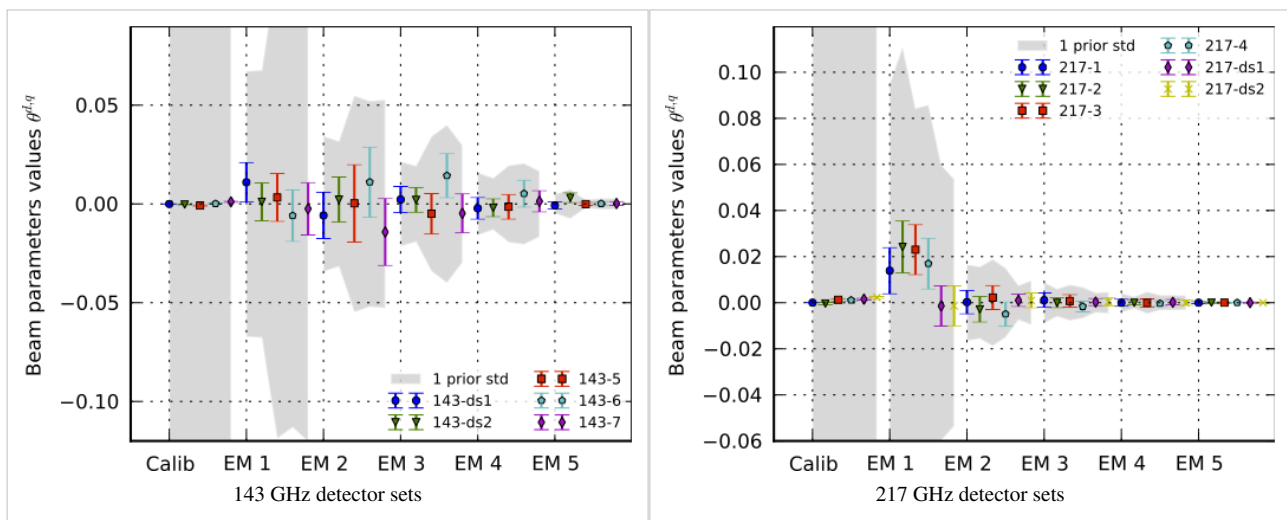 0.05
0.00
−0.05
−0.10
Beam parameters values θ^{d,q}
1 prior std
143-ds1
143-ds2
143-5
143-6
143-7
Calib EM 1 EM 2 EM 3 EM 4 EM 5
143 GHz detector sets
0.10
0.08
0.06
0.04
0.02
0.00
−0.02
−0.04
−0.06
Beam parameters values θ^{d,q}
1 prior std
217-1
217-2
217-3
217-4
217-ds1
217-ds2
Calib EM 1 EM 2 EM 3 EM 4 EM 5
217 GHz detector sets